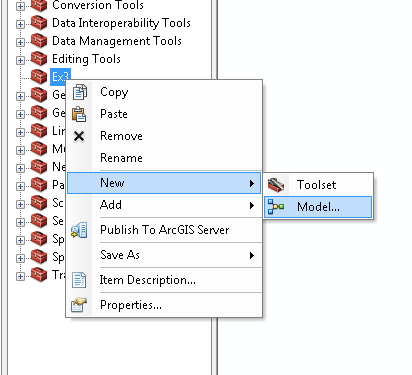 Conversion Tools
Data Interoperability Tools
Data Management Tools
Editing Tools
Ex3
Ge
Ge
Lin
Mu
Ne
Pa
Sc
Se
Sp
Sp
Tra
Copy
Paste
Remove
Rename
New
Add
Publish To ArcGIS Server
Save As
Item Description...
Properties...
Toolset
Model...